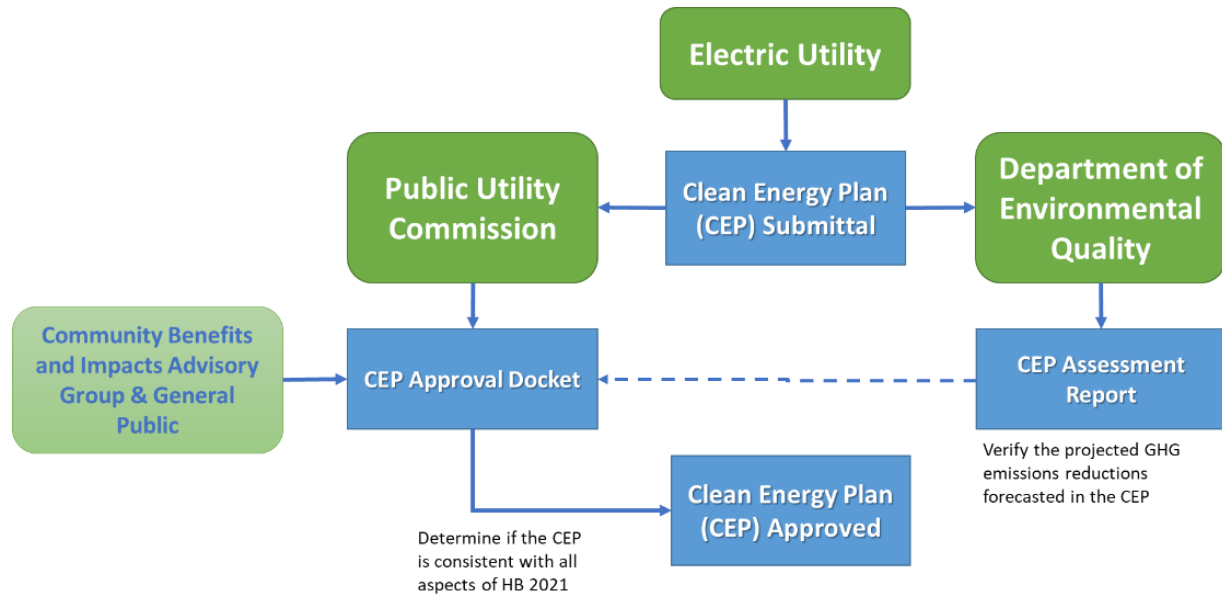 Electric Utility
Public Utility
Commission
Clean Energy Plan
(CEP) Submittal
Department of
Environmental
Quality
Community Benefits
and Impacts Advisory
Group & General
Public
CEP Approval Docket
CEP Assessment
Report
Verify the projected GHG
emissions reductions
forecasted in the CEP
Clean Energy Plan
(CEP) Approved
Determine if the CEP
is consistent with all
aspects of HB 2021